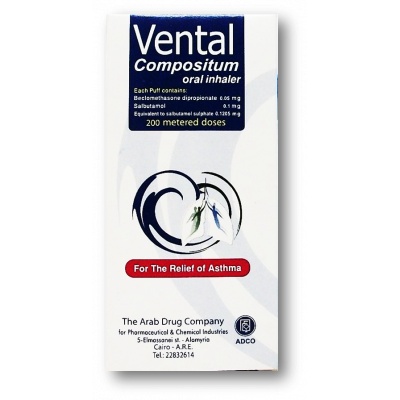 Vental
Compositum
oral inhaler
Each Puff contains:
Beclomethasone dipropionate 0.05 mg
Salbutamol 0.1 mg
Equivalent to salbutamol sulphate 0.1205 mg
200 metered doses
For The Relief of Asthma
The Arab Drug Company
for Pharmaceutical & Chemical Industries
5-Elmassanei st. - Alamyria
Cairo - A.R.E.
Tel.: 22832614
ADCO